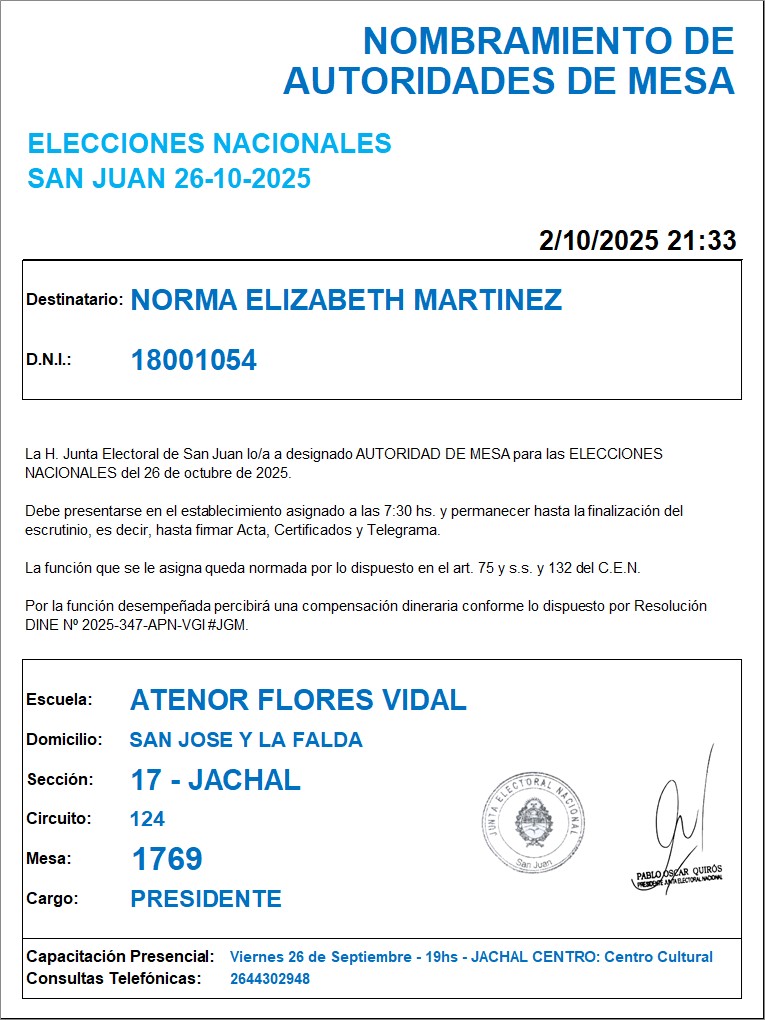 NOMBRAMIENTO DE
AUTORIDADES DE MESA
ELECCIONES NACIONALES
SAN JUAN 26-10-2025
2/10/2025 21:33
Destinatario: NORMA ELIZABETH MARTINEZ
D.N.I.: 18001054
La H. Junta Electoral de San Juan lo/a a designado AUTORIDAD DE MESA para las ELECCIONES
NACIONALES del 26 de octubre de 2025.
Debe presentarse en el establecimiento asignado a las 7:30 hs. y permanecer hasta la finalización del
escrutinio, es decir, hasta firmar Acta, Certificados y Telegrama.
La función que se le asigna queda normada por lo dispuesto en el art. 75 y s.s. y 132 del C.E.N.
Por la función desempeñada percibirá una compensación dineraria conforme lo dispuesto por Resolución
DINE Nº 2025-347-APN-VGI#JGM.
Escuela: ATENOR FLORES VIDAL
Domicilio: SAN JOSE Y LA FALDA
Sección: 17 - JACHAL
Circuito: 124
Mesa: 1769
Cargo: PRESIDENTE
JUNTA ELECTORAL NACIONAL
San Juan
PABLO OSCAR QUIRÓS
PRESIDENTE JUNTA ELECTORAL NACIONAL
Capacitación Presencial: Viernes 26 de Septiembre - 19hs - JACHAL CENTRO: Centro Cultural
Consultas Telefónicas: 2644302948